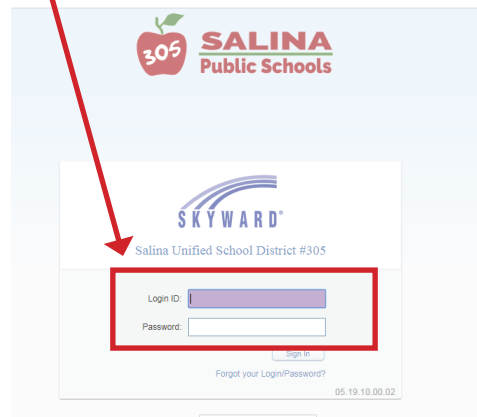 305
SALINA
Public Schools
SKYWARD®
Salina Unified School District #305
Login ID:
Password:
Sign In
Forgot your Login/Password?
05.19.10.00.02